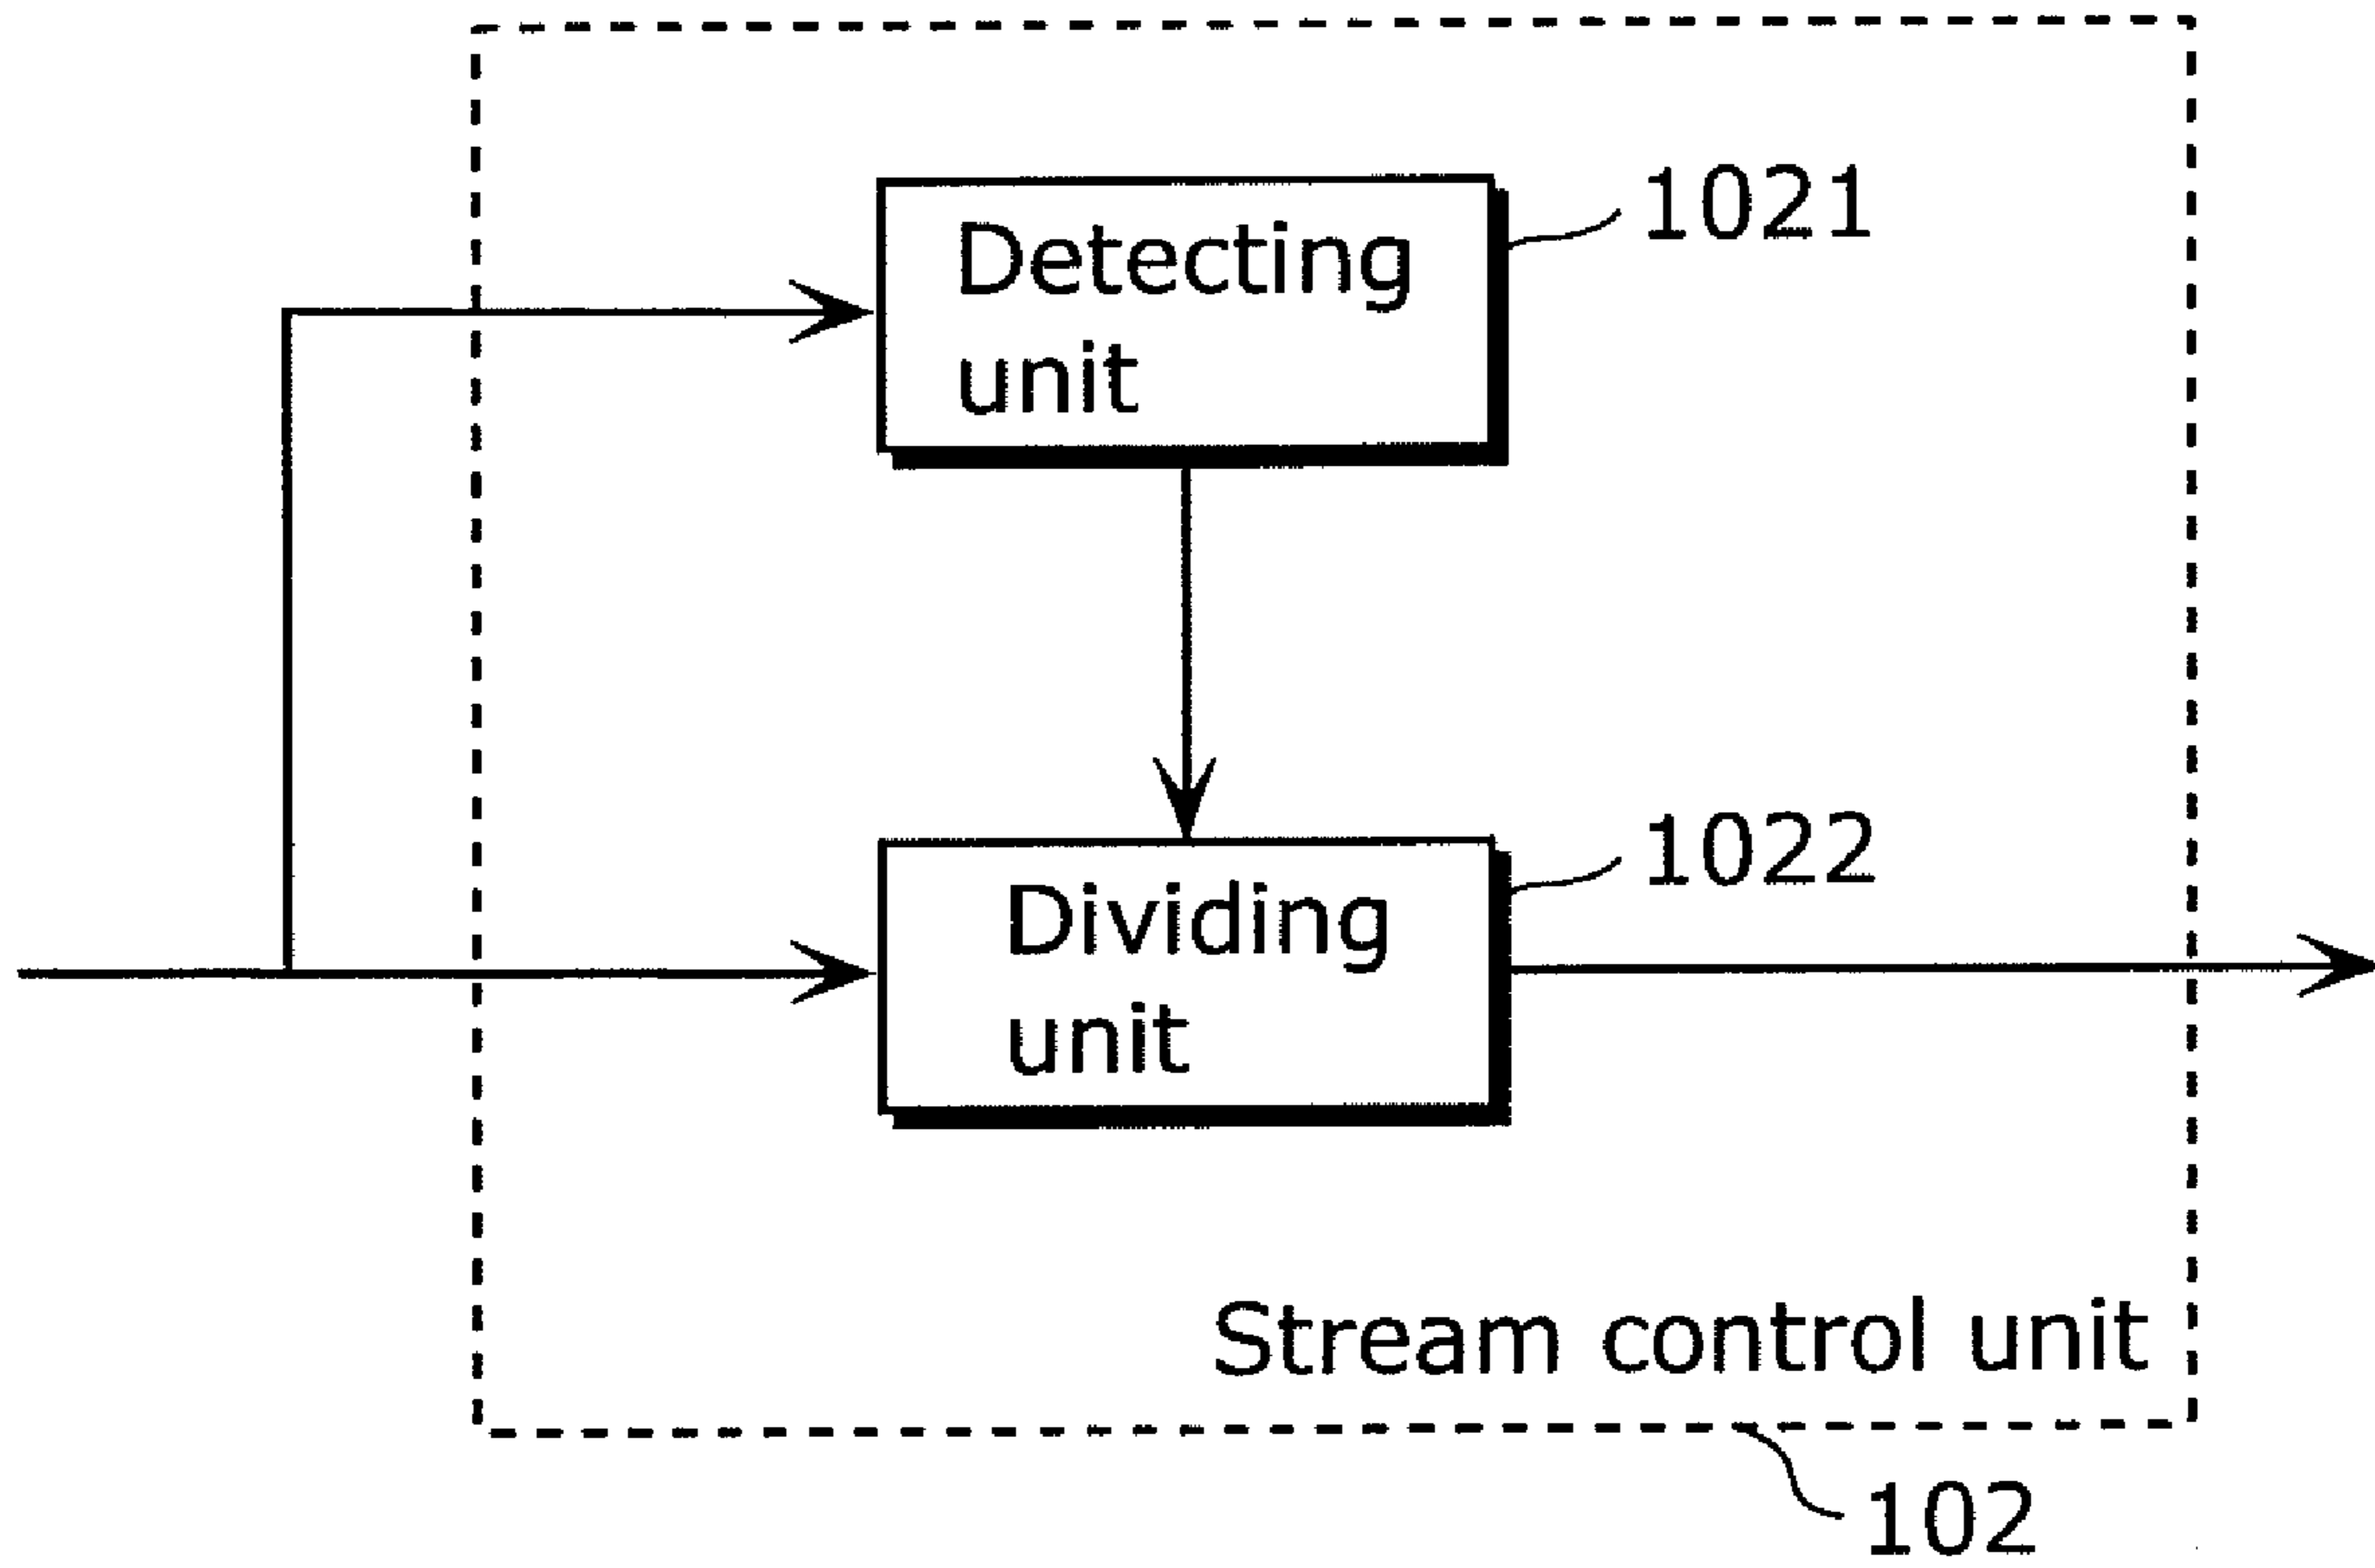 Detecting
unit
1021
Dividing
unit
1022
Stream control unit
102